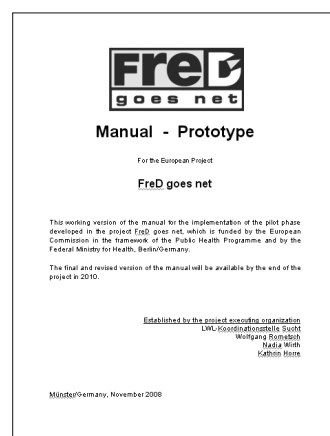 FreD
goes net
Manual - Prototype
For the European Project
FreD goes net
This working version of the manual for the implementation of the pilot phase
developed in the project FreD goes net, which is funded by the European
Commission in the framework of the Public Health Programme and by the
Federal Ministry for Health, Berlin/Germany.
The final and revised version of the manual will be available by the end of the
project in 2010.
Established by the project executing organization
LWL-Koordinationsstelle Sucht
Wolfgang Rometsch
Nadia Wirth
Kathrin Horre
Münster/Germany, November 2008